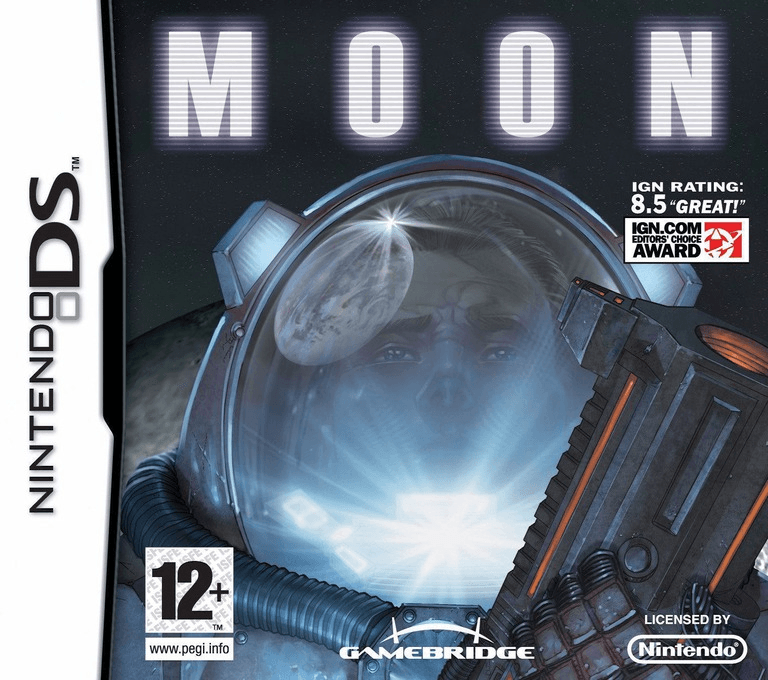 MOON
NINTENDO DS™
IGN RATING:
8.5 "GREAT!"
IGN.COM
EDITORS' CHOICE
AWARD
12+
™
www.pegi.info
GAMEBRIDGE
LICENSED BY
Nintendo®